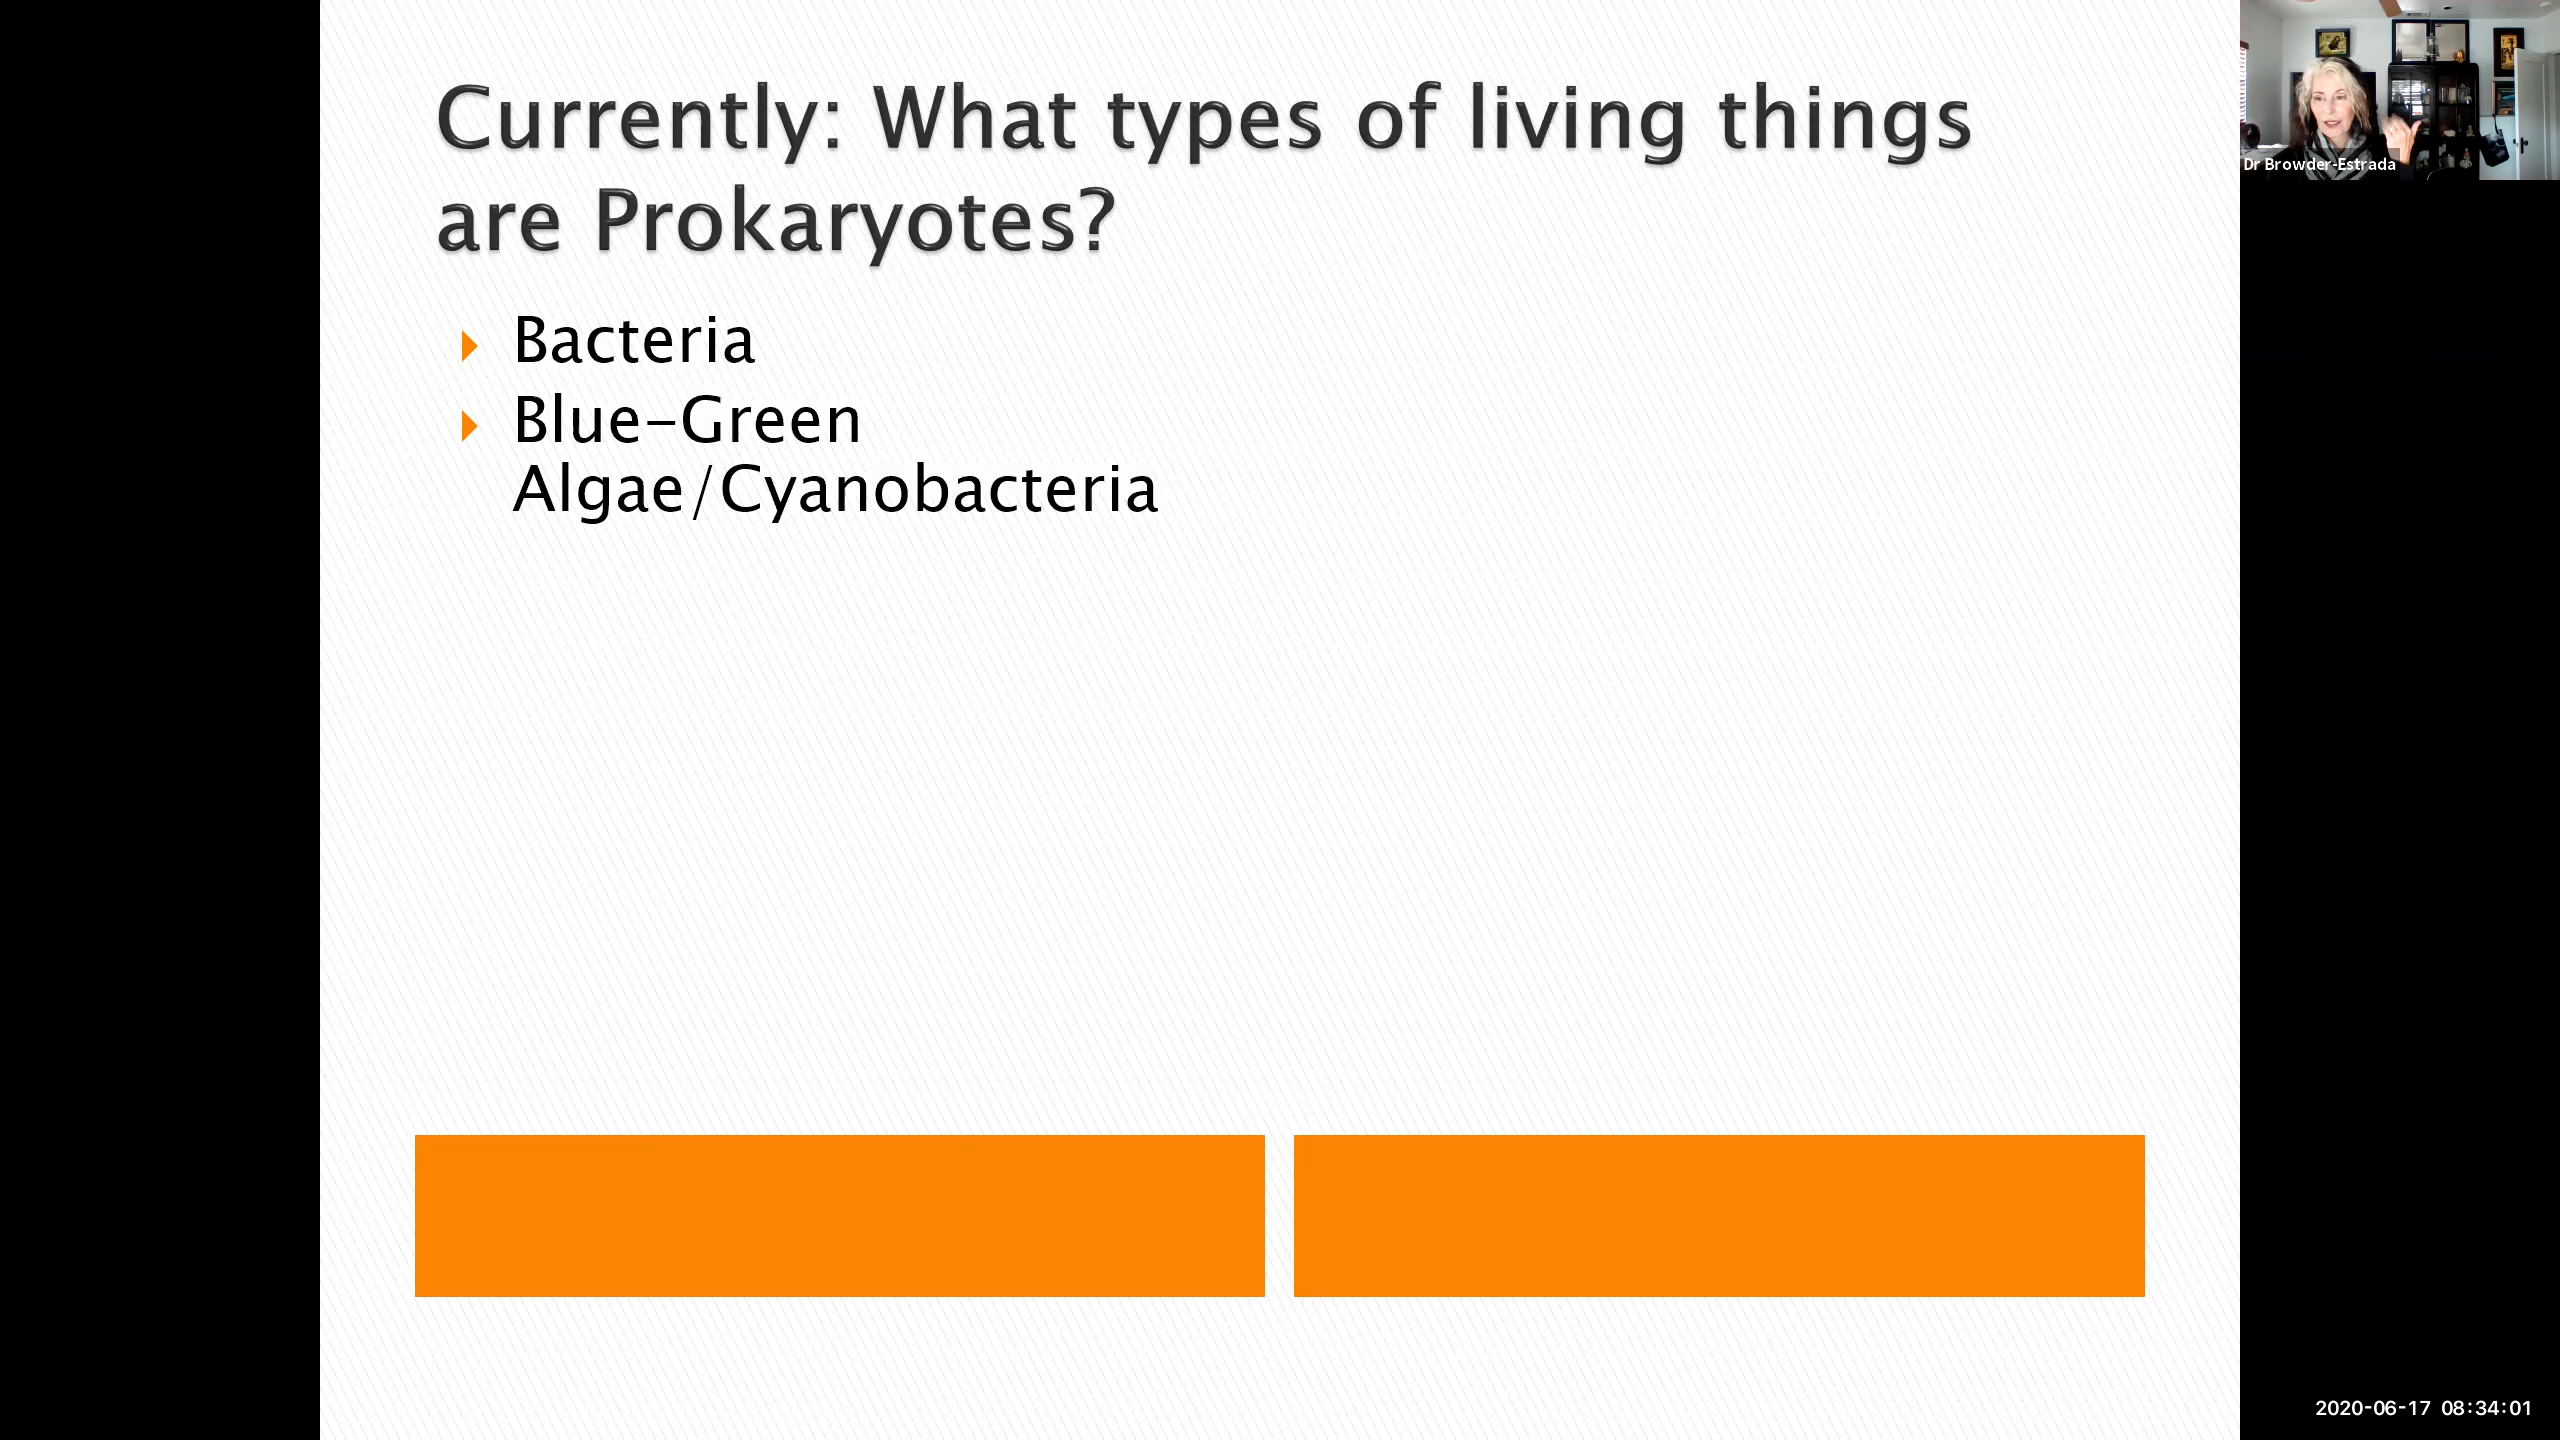 Currently: What types of living things
are Prokaryotes?
Bacteria
Blue-Green
Algae/Cyanobacteria
Dr Browder-Estrada
2020-06-17 08:34:01